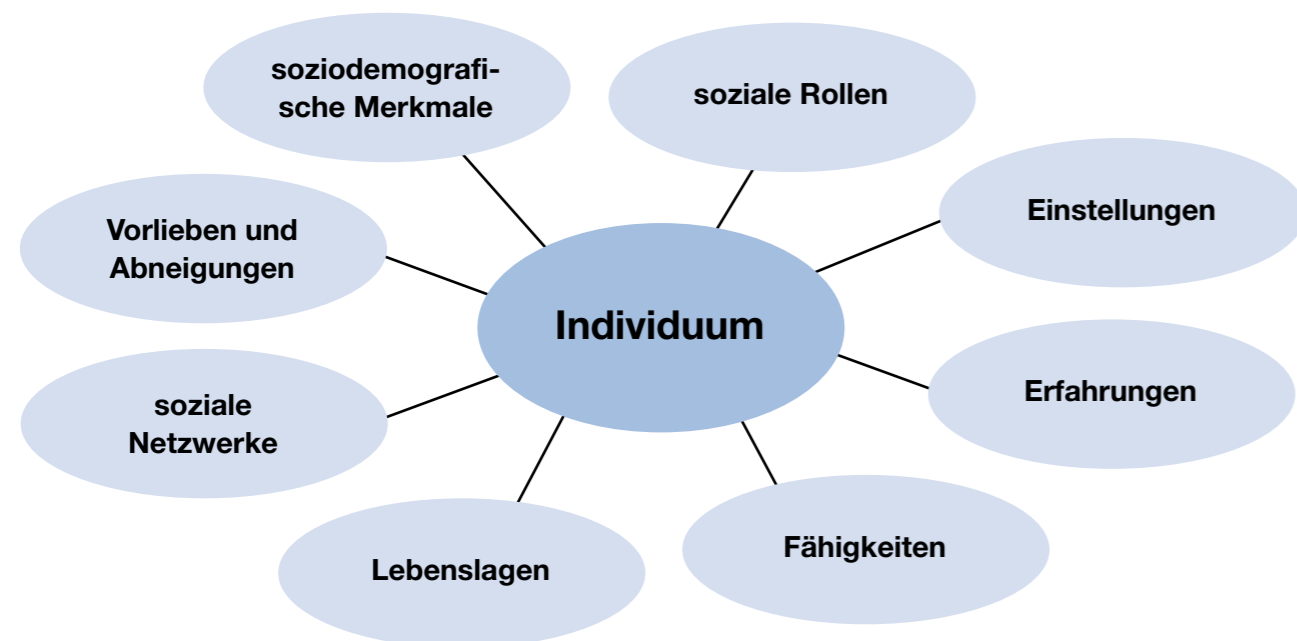 soziodemografi-
sche Merkmale
soziale Rollen
Einstellungen
Vorlieben und
Abneigungen
Individuum
Erfahrungen
soziale
Netzwerke
Fähigkeiten
Lebenslagen